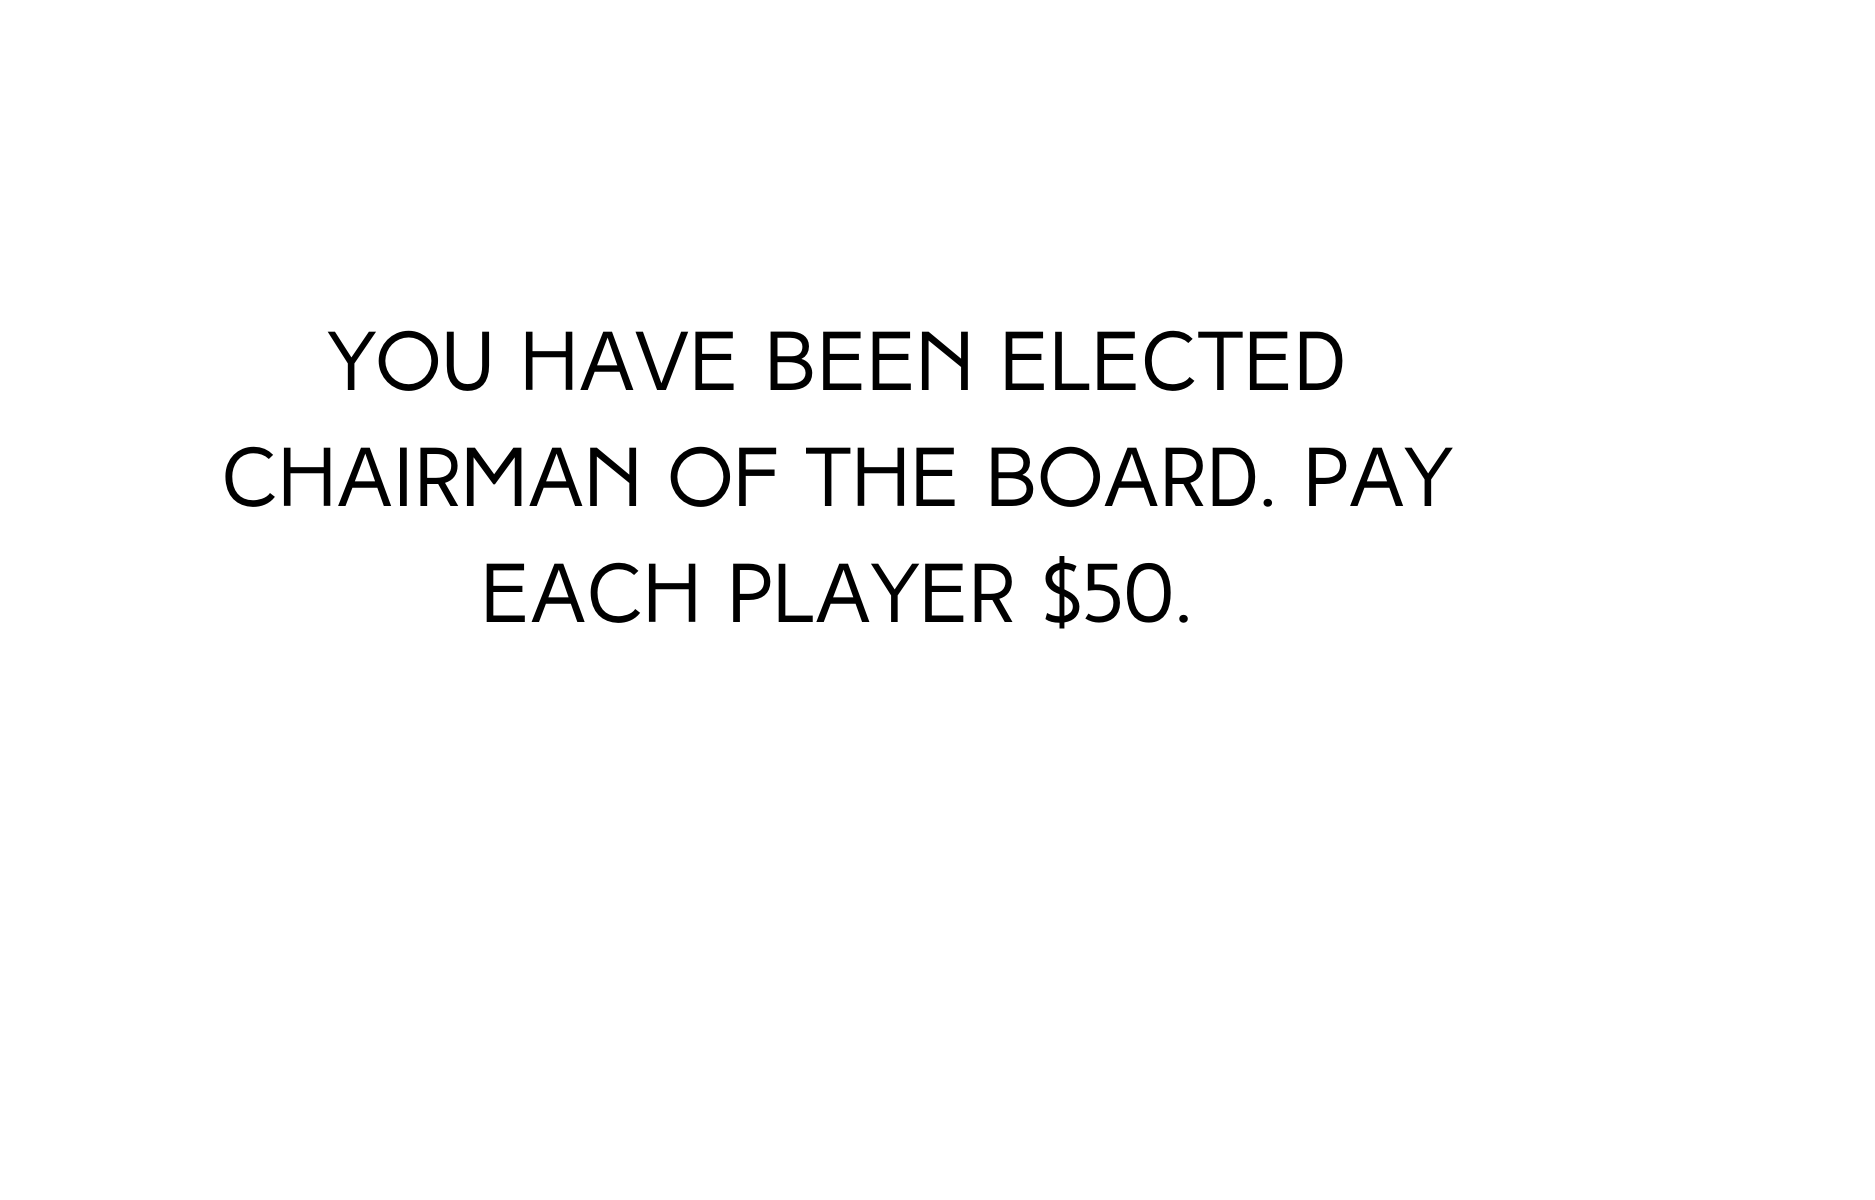 YOU HAVE BEEN ELECTED
CHAIRMAN OF THE BOARD. PAY
EACH PLAYER $50.